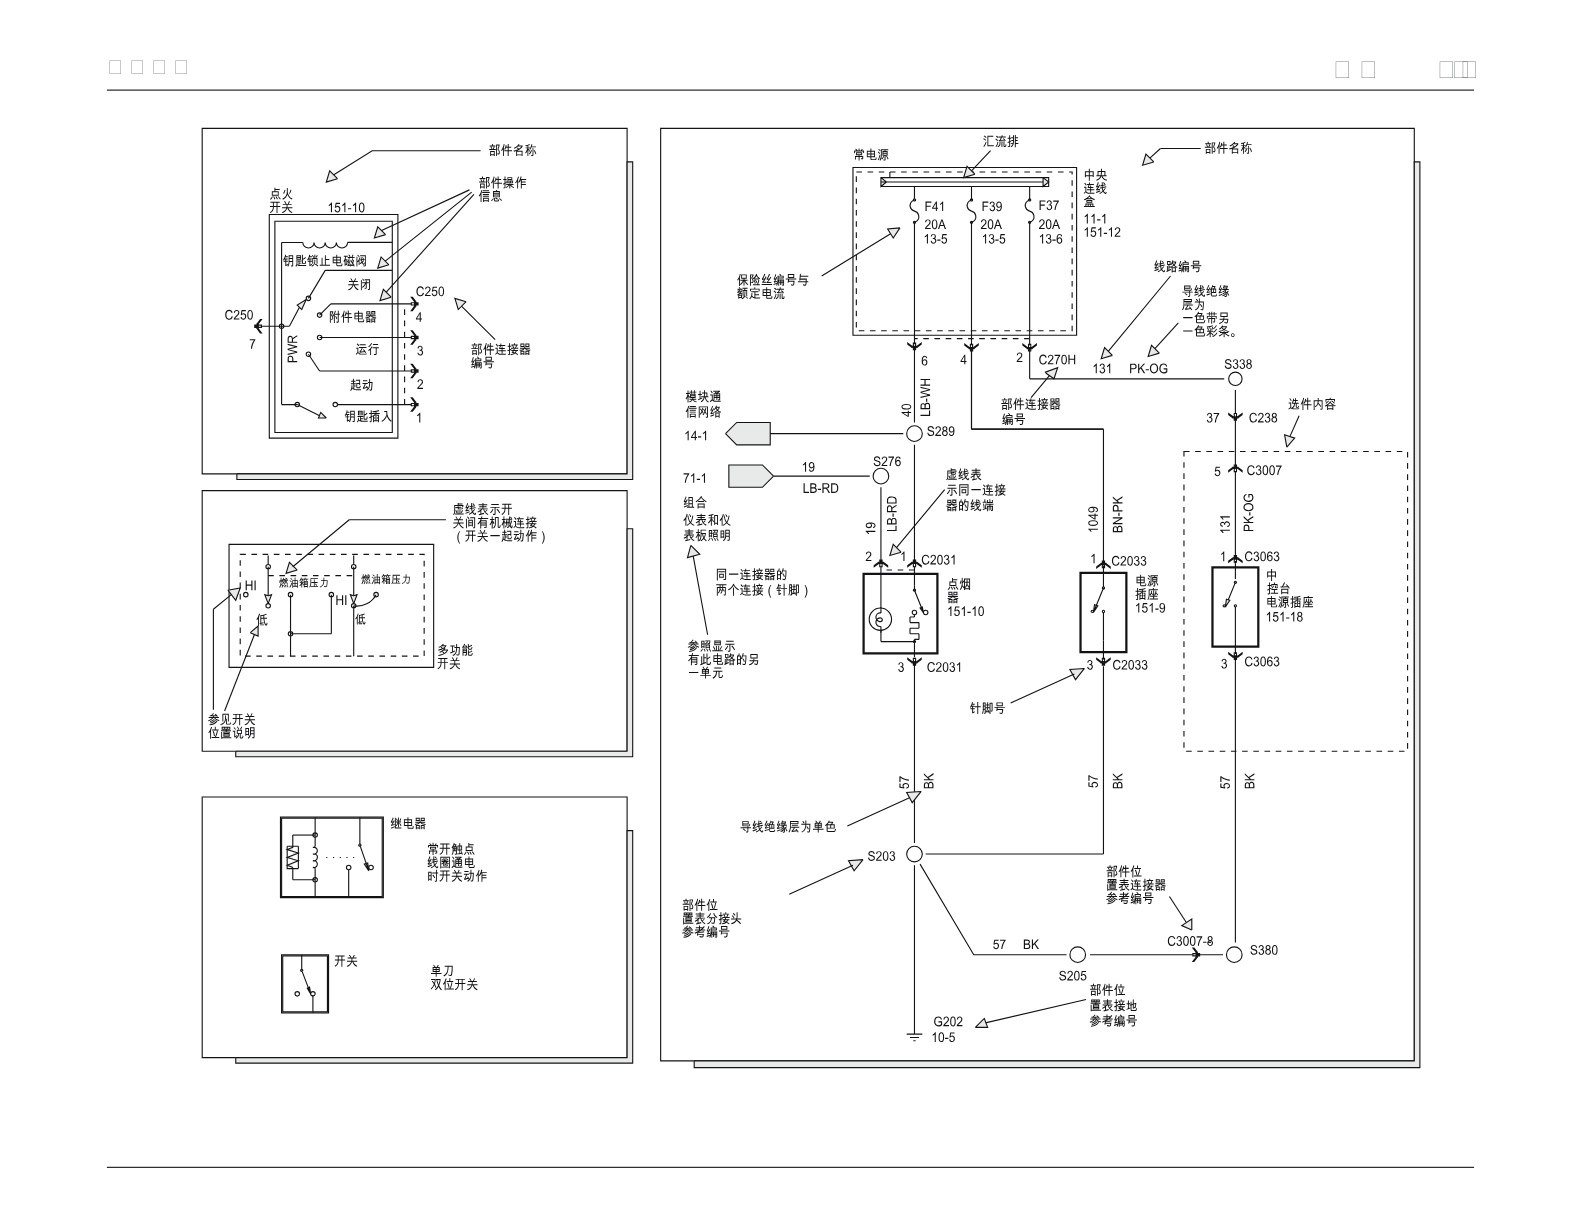 部件名称
部件操作
信息
点火
开关
151-10
钥匙锁止电磁阀
关闭
C250
C250
附件电器
4
7
PWR
运行
3
部件连接器
编号
起动
2
钥匙插入
1
虚线表示开
关间有机械连接
（开关一起动作）
HI
燃油箱压力
燃油箱压力
HI
低
低
多功能
开关
参见开关
位置说明
继电器
常开触点
线圈通电
时开关动作
开关
单刀
双位开关
汇流排
常电源
部件名称
中央
连线
盒
11-1
151-12
F41
20A
13-5
F39
20A
13-5
F37
20A
13-6
保险丝编号与
额定电流
线路编号
导线绝缘
层为
一色带另
一色彩条。
6
4
2
C270H
131
PK-OG
S338
部件连接器
编号
40
LB-WH
模块通
信网络
14-1
S289
37
C238
选件内容
71-1
19
LB-RD
S276
虚线表
示同一连接
器的线端
5
C3007
组合
仪表和仪
表板照明
19
LB-RD
1049
BN-PK
131
PK-OG
2
1
C2031
1
C2033
1
C3063
同一连接器的
两个连接（针脚）
点烟
器
151-10
电源
插座
151-9
中
控台
电源插座
151-18
参照显示
有此电路的另
一单元
3
C2031
3
C2033
3
C3063
针脚号
57
BK
57
BK
57
BK
导线绝缘层为单色
S203
部件位
置表分接头
参考编号
部件位
置表连接器
参考编号
57
BK
C3007-8
S380
S205
部件位
置表接地
参考编号
G202
10-5